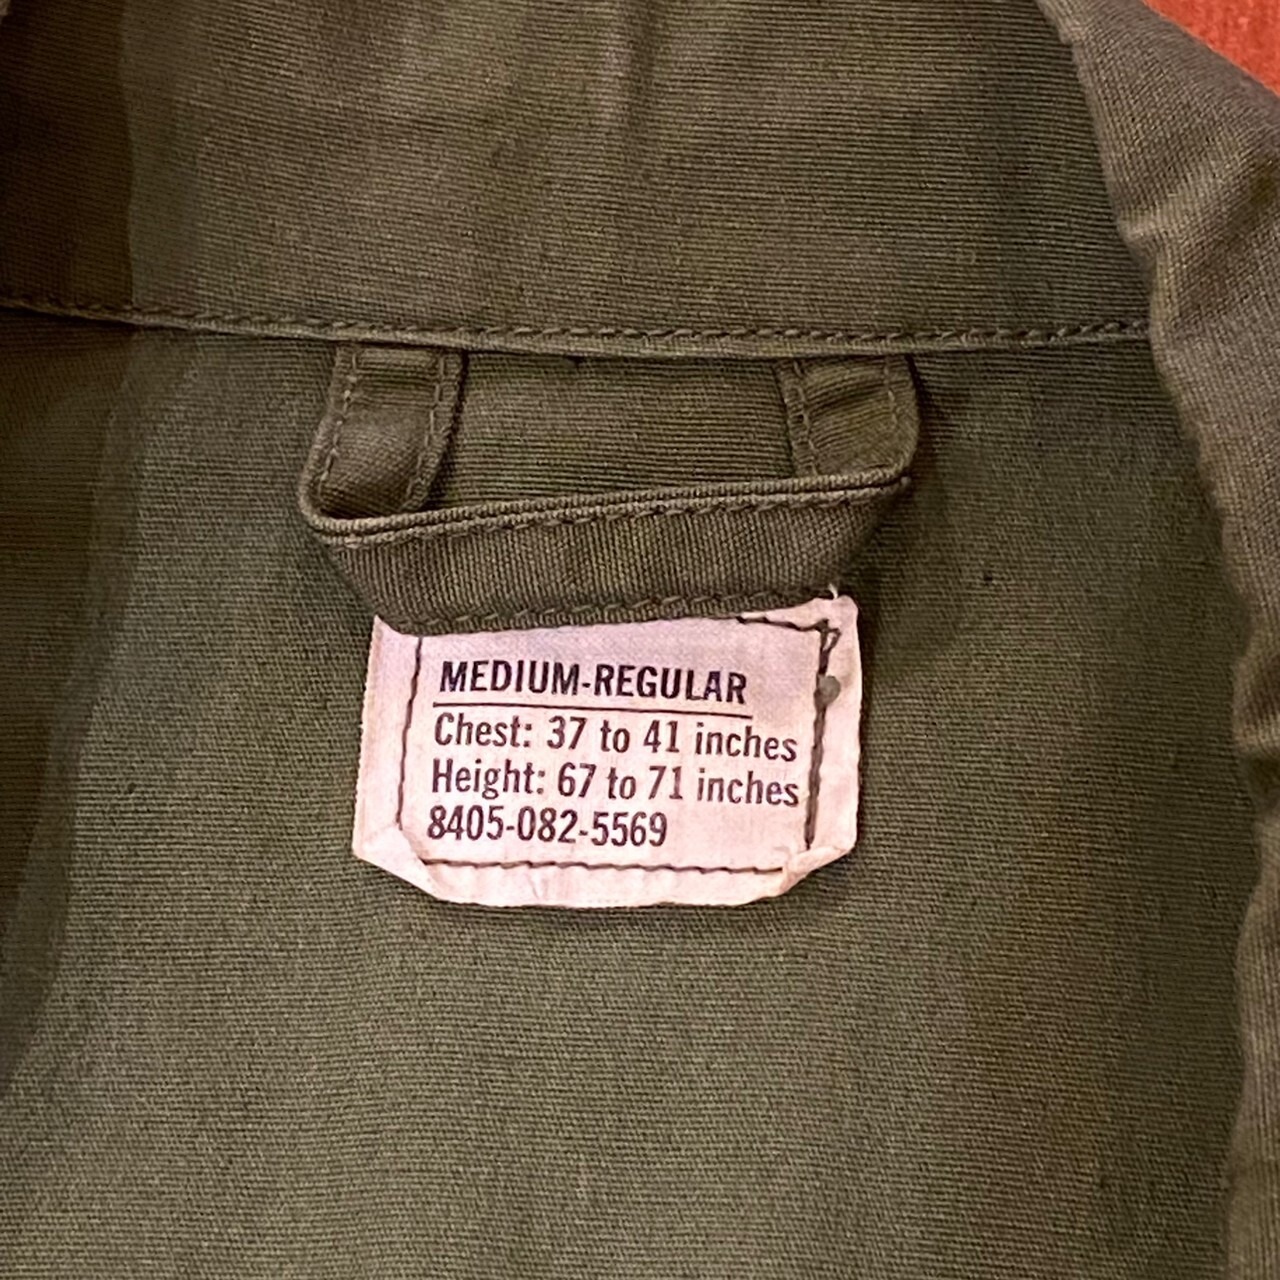 MEDIUM-REGULAR
Chest: 37 to 41 inches
Height: 67 to 71 inches
8405-082-5569